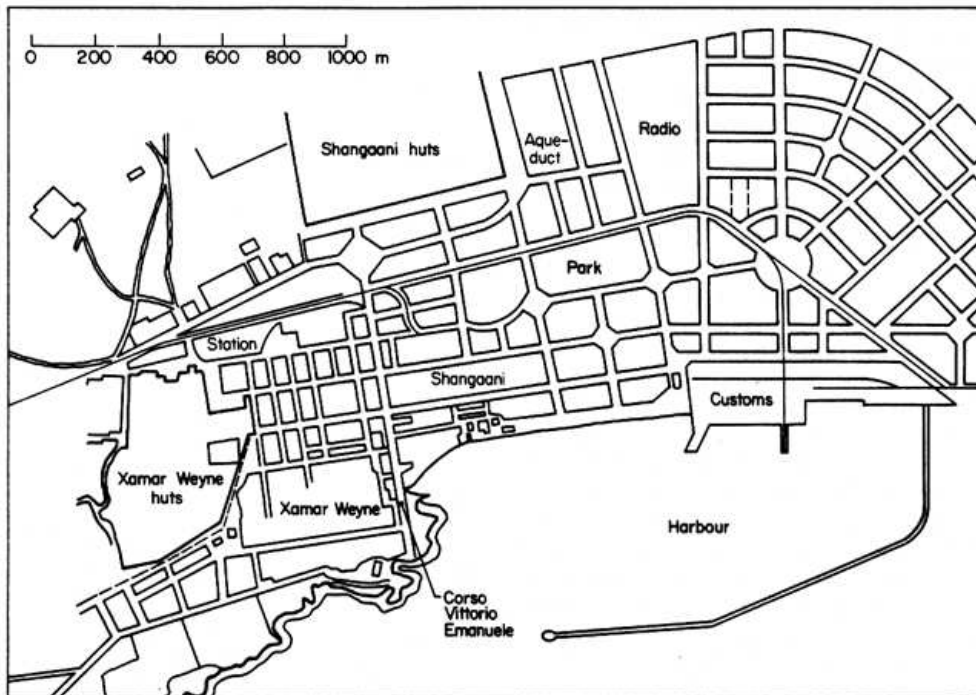 0 200 400 600 800 1000 m
Shangaani huts
Aque-
duct
Radio
Park
Station
Shangaani
Customs
Xamar Weyne
huts
Xamar Weyne
Harbour
Corso
Vittorio
Emanuele